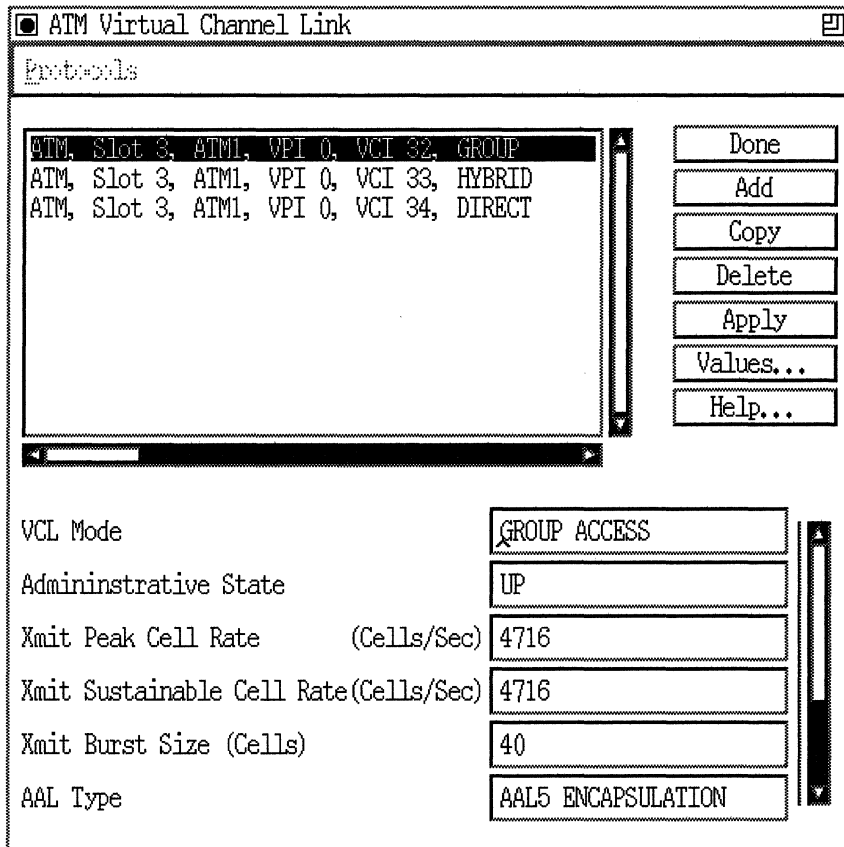 ATM Virtual Channel Link
Protocols
ATM, Slot 3, ATM1, VPI 0, VCI 32, GROUP
ATM, Slot 3, ATM1, VPI 0, VCI 33, HYBRID
ATM, Slot 3, ATM1, VPI 0, VCI 34, DIRECT
Done
Add
Copy
Delete
Apply
Values...
Help...
VCL Mode GROUP ACCESS
Admininstrative State UP
Xmit Peak Cell Rate (Cells/Sec) 4716
Xmit Sustainable Cell Rate(Cells/Sec) 4716
Xmit Burst Size (Cells) 40
AAL Type AAL5 ENCAPSULATION